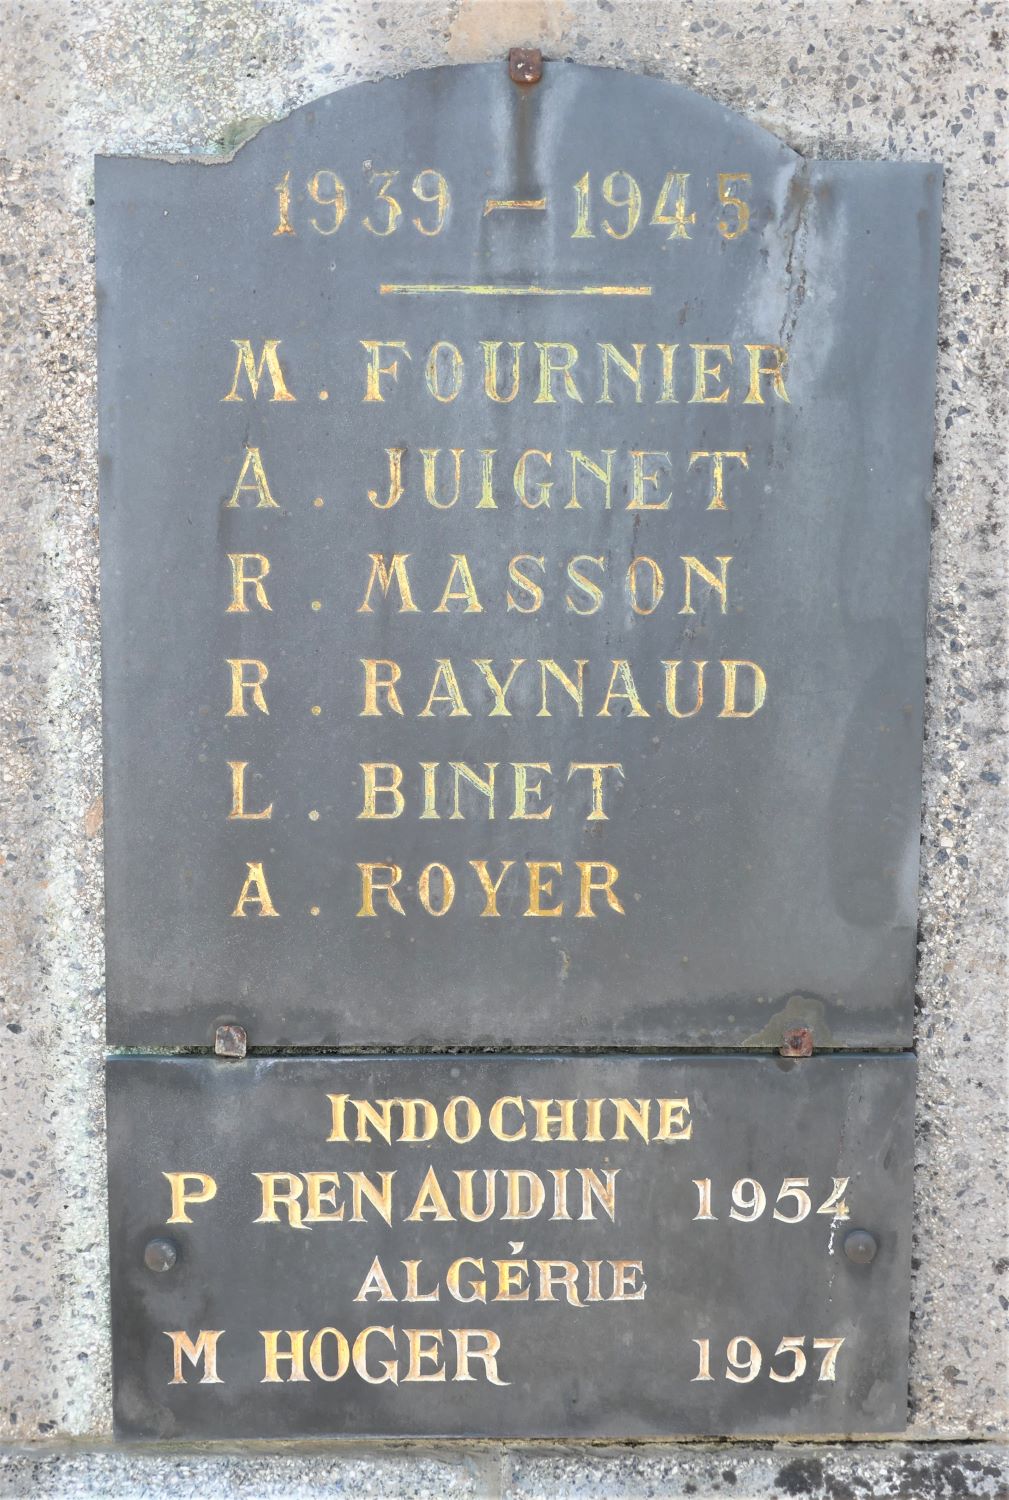 1939 - 1945
M. FOURNIER
A. JUIGNET
R. MASSON
R. RAYNAUD
L. BINET
A. ROYER
INDOCHINE
P RENAUDIN 1954
ALGÉRIE
M HOGER 1957